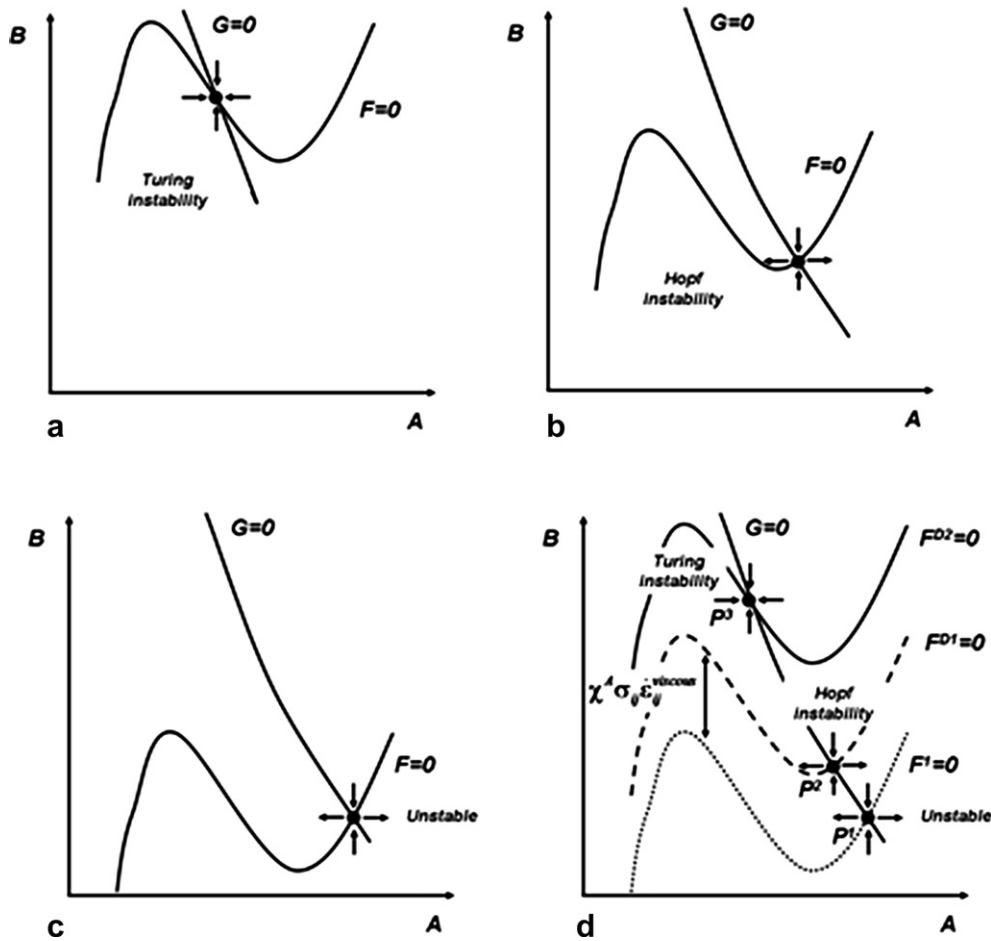 B
G=0
F=0
Turing
instability
A
a
B
G=0
F=0
Hopf
instability
A
b
B
G=0
F=0
Unstable
A
c
B
G=0
F^D2=0
Turing
instability
P^3
F^D1=0
χ^A σ_ij ε̇_ij^viscous
Hopf
instability
P^2
F^1=0
P^1
Unstable
A
d